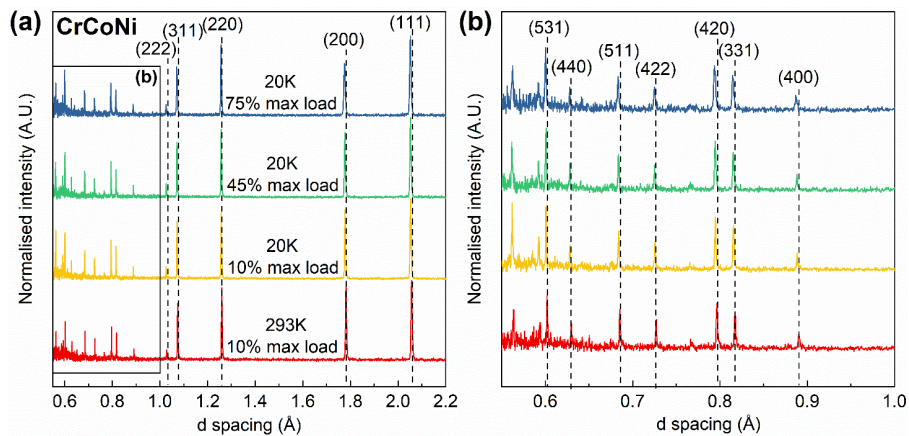 (a)
CrCoNi
(222)
(311)
(220)
(200)
(111)
(b)
20K
75% max load
20K
45% max load
20K
10% max load
293K
10% max load
Normalised intensity (A.U.)
0.6 0.8 1.0 1.2 1.4 1.6 1.8 2.0 2.2
d spacing (Å)
(b)
(531)
(440)
(511)
(422)
(420)
(331)
(400)
Normalised intensity (A.U.)
0.6 0.7 0.8 0.9 1.0
d spacing (Å)